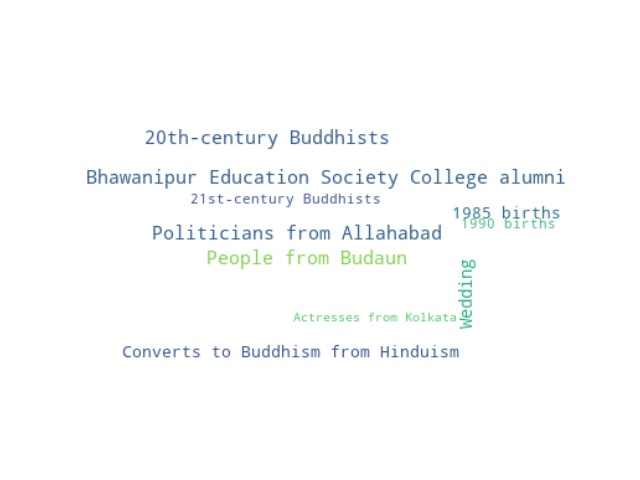 20th-century Buddhists
Bhawanipur Education Society College alumni
21st-century Buddhists
1985 births
1990 births
Politicians from Allahabad
People from Budaun
Wedding
Actresses from Kolkata
Converts to Buddhism from Hinduism